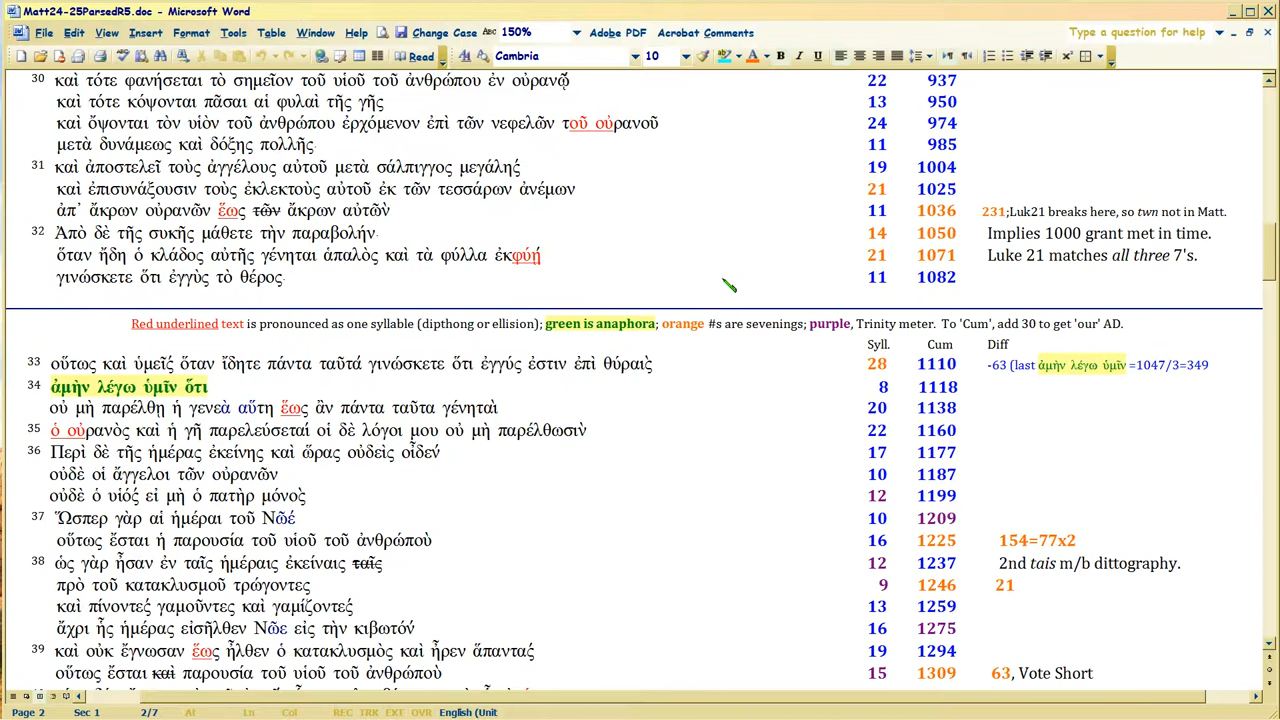 Matt24-25ParsedR5.doc - Microsoft Word
File Edit View Insert Format Tools Table Window Help Change Case 150% Adobe PDF Acrobat Comments Type a question for help
Read Cambria 10 B U
30 καὶ τότε φανήσεται τὸ σημεῖον τοῦ υἱοῦ τοῦ ἀνθρώπου ἐν οὐρανῷ 22 937
καὶ τότε κόψονται πᾶσαι αἱ φυλαὶ τῆς γῆς 13 950
καὶ ὄψονται τὸν υἱὸν τοῦ ἀνθρώπου ἐρχόμενον ἐπὶ τῶν νεφελῶν τοῦ οὐρανοῦ 24 974
μετὰ δυνάμεως καὶ δόξης πολλῆς· 11 985
31 καὶ ἀποστελεῖ τοὺς ἀγγέλους αὐτοῦ μετὰ σάλπιγγος μεγάλης 19 1004
καὶ ἐπισυνάξουσιν τοὺς ἐκλεκτοὺς αὐτοῦ ἐκ τῶν τεσσάρων ἀνέμων 21 1025
ἀπ᾽ ἄκρων οὐρανῶν ἕως τῶν ἄκρων αὐτῶν 11 1036 231;Luk21 breaks here, so twn not in Matt.
32 Ἀπὸ δὲ τῆς συκῆς μάθετε τὴν παραβολήν· 14 1050 Implies 1000 grant met in time.
ὅταν ἤδη ὁ κλάδος αὐτῆς γένηται ἁπαλὸς καὶ τὰ φύλλα ἐκφύῃ 21 1071 Luke 21 matches all three 7's.
γινώσκετε ὅτι ἐγγὺς τὸ θέρος· 11 1082
Red underlined text is pronounced as one syllable (dipthong or ellision); green is anaphora; orange #s are sevenings; purple, Trinity meter. To 'Cum', add 30 to get 'our' AD.
Syll. Cum Diff
33 οὕτως καὶ ὑμεῖς ὅταν ἴδητε πάντα ταῦτα γινώσκετε ὅτι ἐγγύς ἐστιν ἐπὶ θύραις 28 1110 -63 (last ἀμὴν λέγω ὑμῖν =1047/3=349
34 ἀμὴν λέγω ὑμῖν ὅτι 8 1118
οὐ μὴ παρέλθῃ ἡ γενεὰ αὕτη ἕως ἂν πάντα ταῦτα γένηται 20 1138
35 ὁ οὐρανὸς καὶ ἡ γῆ παρελεύσεται οἱ δὲ λόγοι μου οὐ μὴ παρέλθωσιν 22 1160
36 Περὶ δὲ τῆς ἡμέρας ἐκείνης καὶ ὥρας οὐδεὶς οἶδεν 17 1177
οὐδὲ οἱ ἄγγελοι τῶν οὐρανῶν 10 1187
οὐδὲ ὁ υἱός εἰ μὴ ὁ πατὴρ μόνος 12 1199
37 Ὥσπερ γὰρ αἱ ἡμέραι τοῦ Νῶε 10 1209
οὕτως ἔσται ἡ παρουσία τοῦ υἱοῦ τοῦ ἀνθρώπου 16 1225 154=77x2
38 ὡς γὰρ ἦσαν ἐν ταῖς ἡμέραις ἐκείναις ταῖς 12 1237 2nd tais m/b dittography.
πρὸ τοῦ κατακλυσμοῦ τρώγοντες 9 1246 21
καὶ πίνοντες γαμοῦντες καὶ γαμίζοντες 13 1259
ἄχρι ἧς ἡμέρας εἰσῆλθεν Νῶε εἰς τὴν κιβωτόν 16 1275
39 καὶ οὐκ ἔγνωσαν ἕως ἦλθεν ὁ κατακλυσμὸς καὶ ἦρεν ἅπαντας 19 1294
οὕτως ἔσται καὶ παρουσία τοῦ υἱοῦ τοῦ ἀνθρώπου 15 1309 63, Vote Short
Page 2 Sec 1 2/7 At Ln Col REC TRK EXT OVR English (Unit